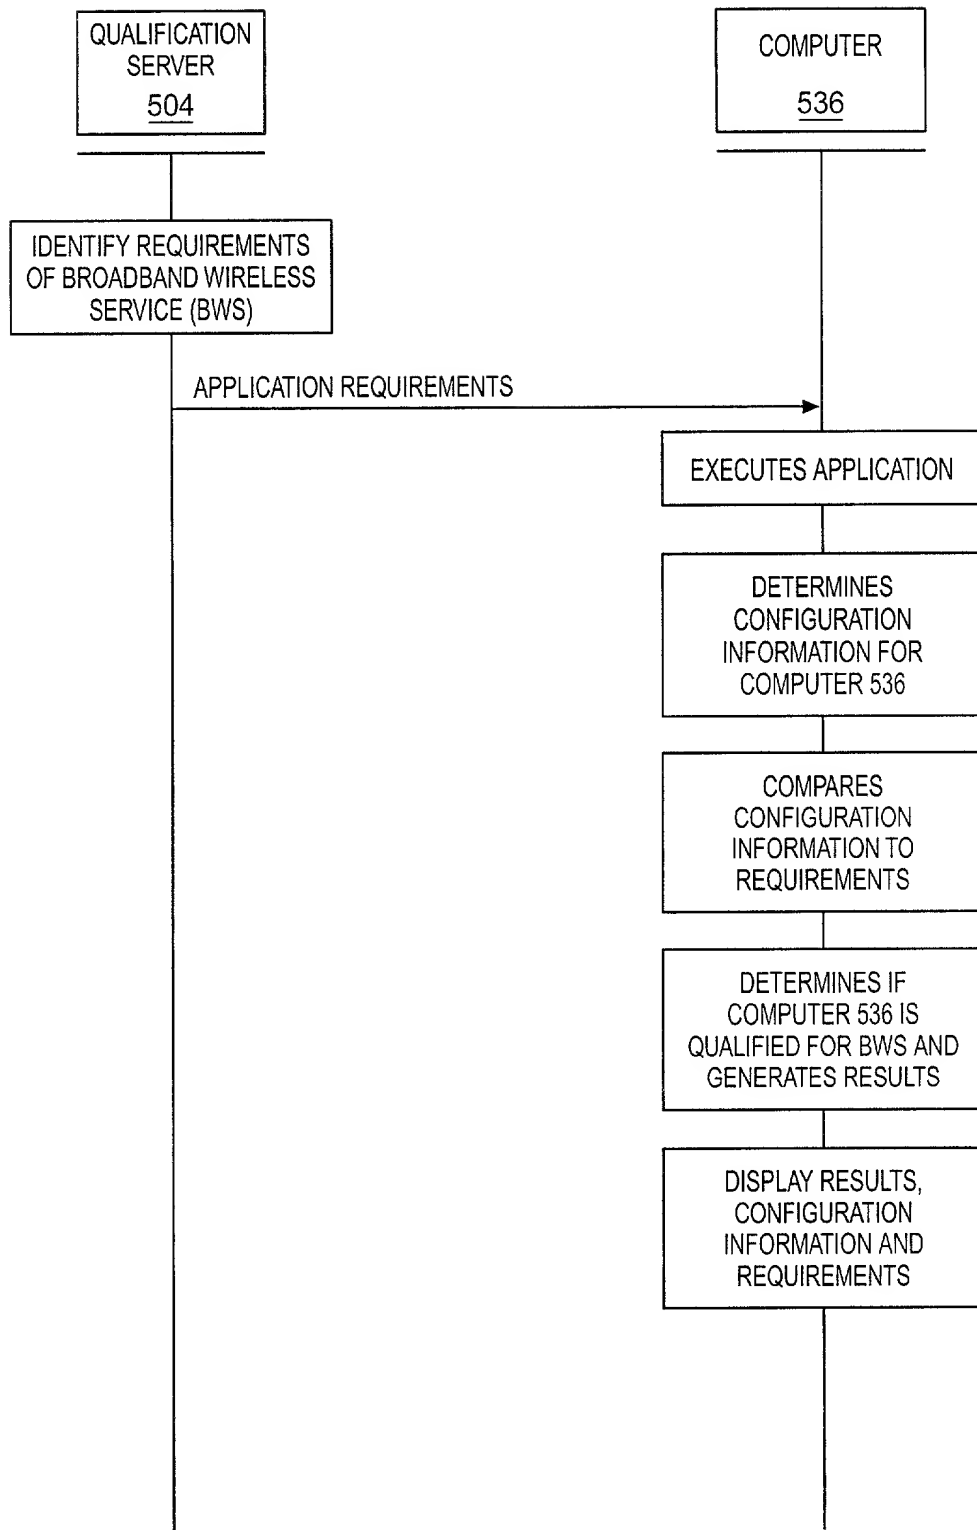 QUALIFICATION
SERVER
504
COMPUTER
536
IDENTIFY REQUIREMENTS
OF BROADBAND WIRELESS
SERVICE (BWS)
APPLICATION REQUIREMENTS
EXECUTES APPLICATION
DETERMINES
CONFIGURATION
INFORMATION FOR
COMPUTER 536
COMPARES
CONFIGURATION
INFORMATION TO
REQUIREMENTS
DETERMINES IF
COMPUTER 536 IS
QUALIFIED FOR BWS AND
GENERATES RESULTS
DISPLAY RESULTS,
CONFIGURATION
INFORMATION AND
REQUIREMENTS